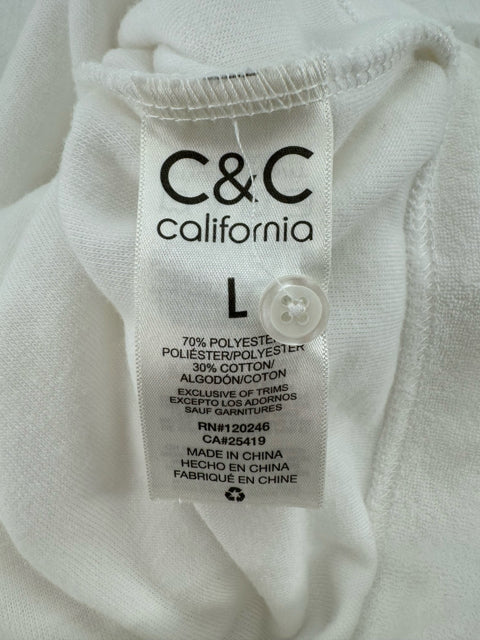 C&C
california
L
70% POLYESTER/
POLIÉSTER/POLYESTER
30% COTTON/
ALGODÓN/COTON
EXCLUSIVE OF TRIMS
EXCEPTO LOS ADORNOS
SAUF GARNITURES
RN#120246
CA#25419
MADE IN CHINA
HECHO EN CHINA
FABRIQUÉ EN CHINE